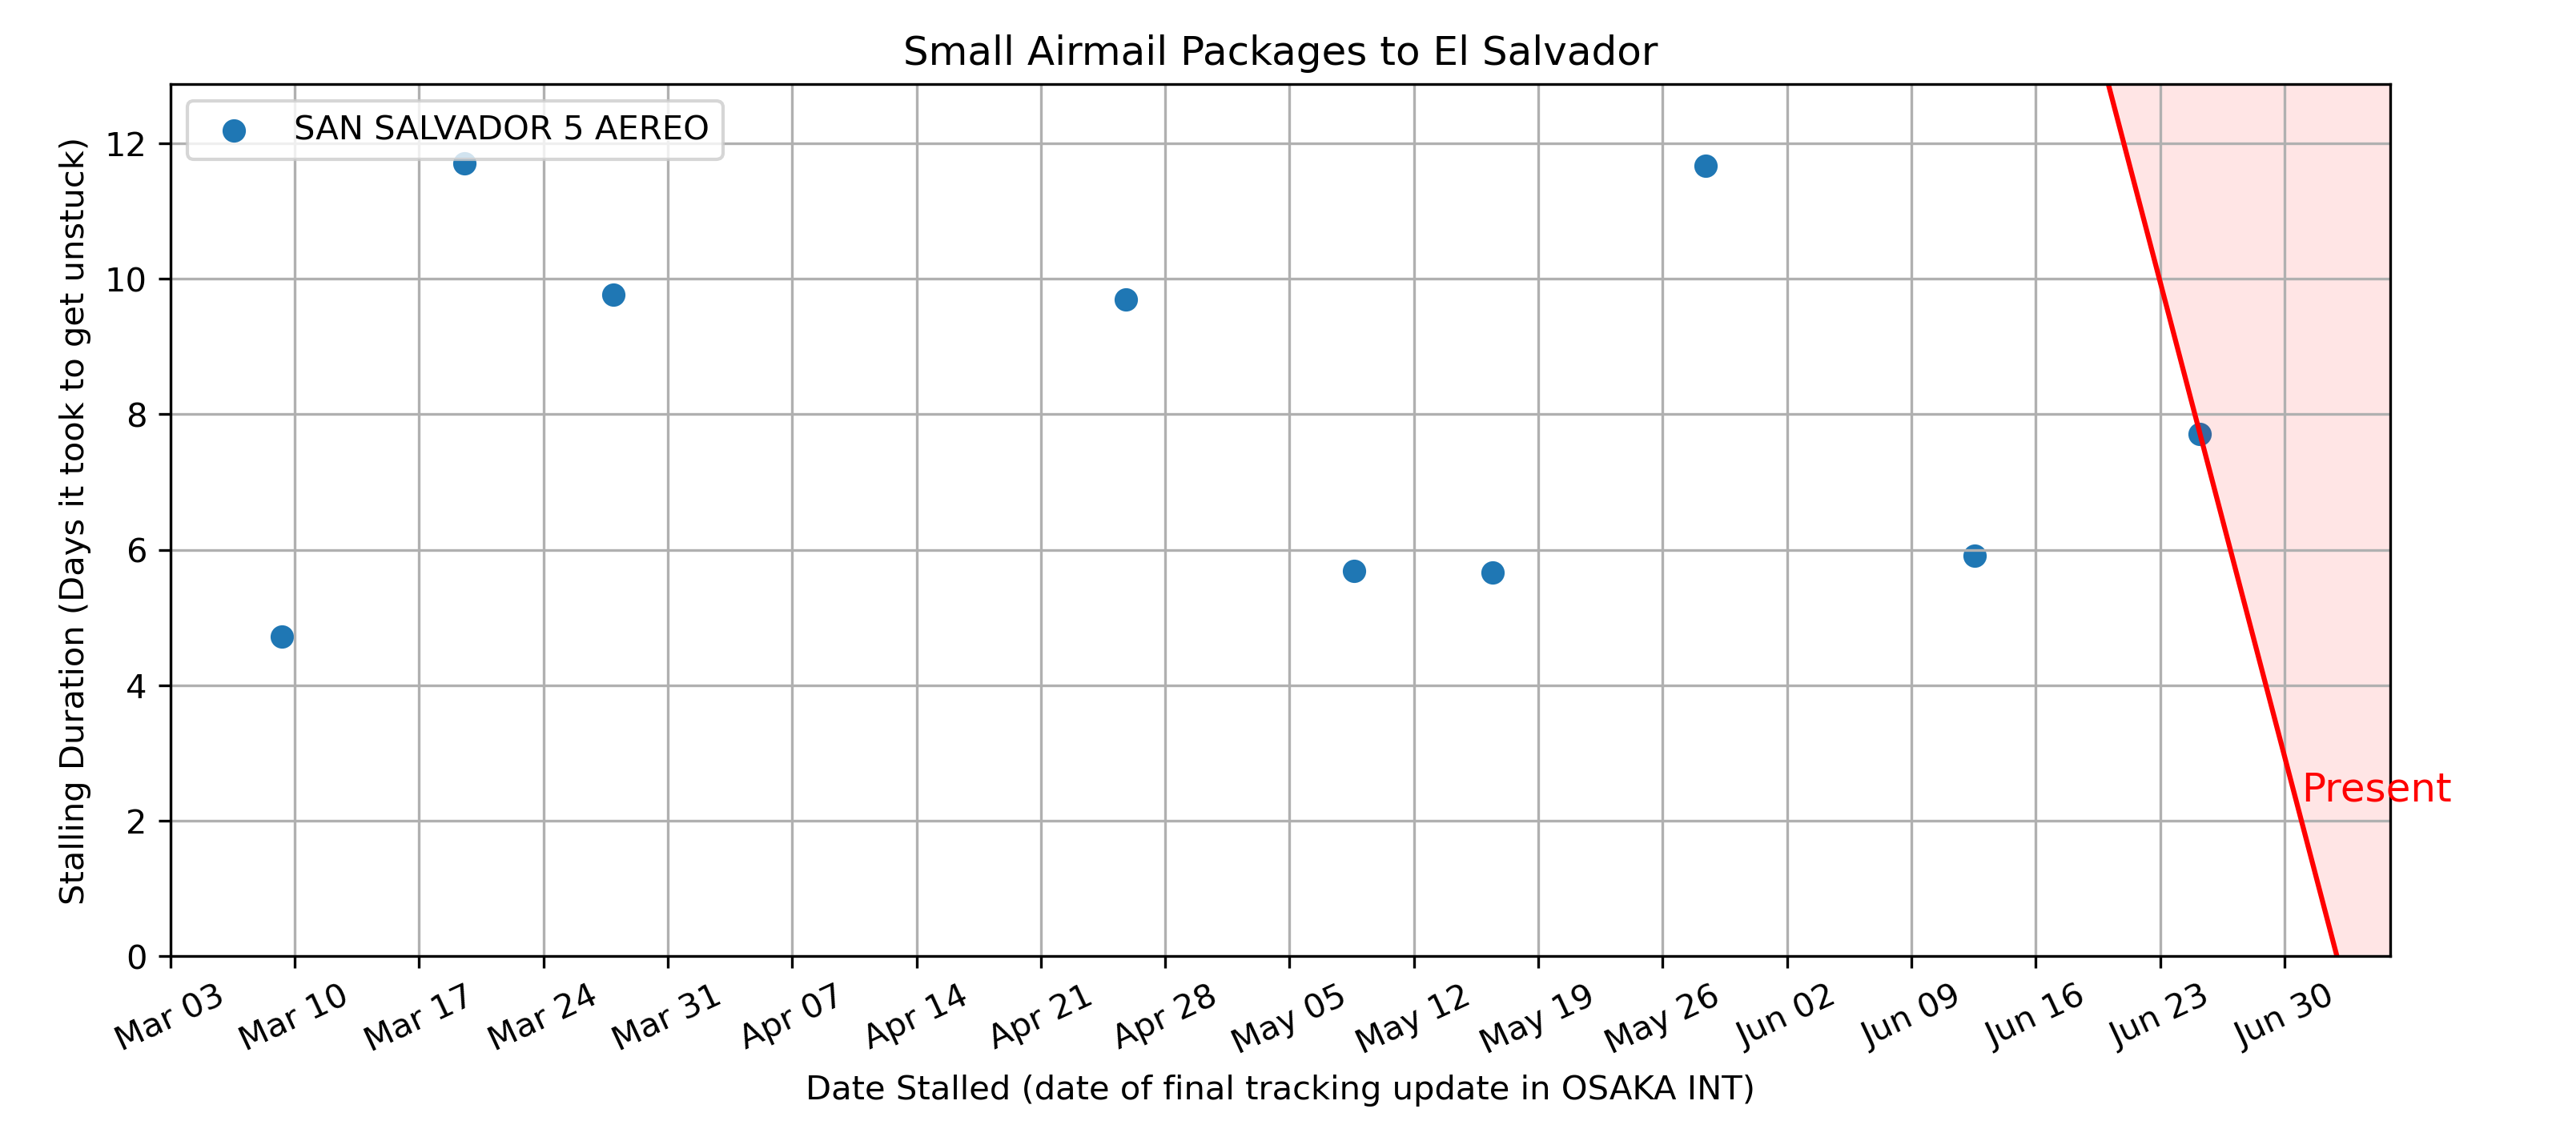 Small Airmail Packages to El Salvador
SAN SALVADOR 5 AEREO
Stalling Duration (Days it took to get unstuck)
12
10
8
6
4
2
0
Present
Mar 03
Mar 10
Mar 17
Mar 24
Mar 31
Apr 07
Apr 14
Apr 21
Apr 28
May 05
May 12
May 19
May 26
Jun 02
Jun 09
Jun 16
Jun 23
Jun 30
Date Stalled (date of final tracking update in OSAKA INT)